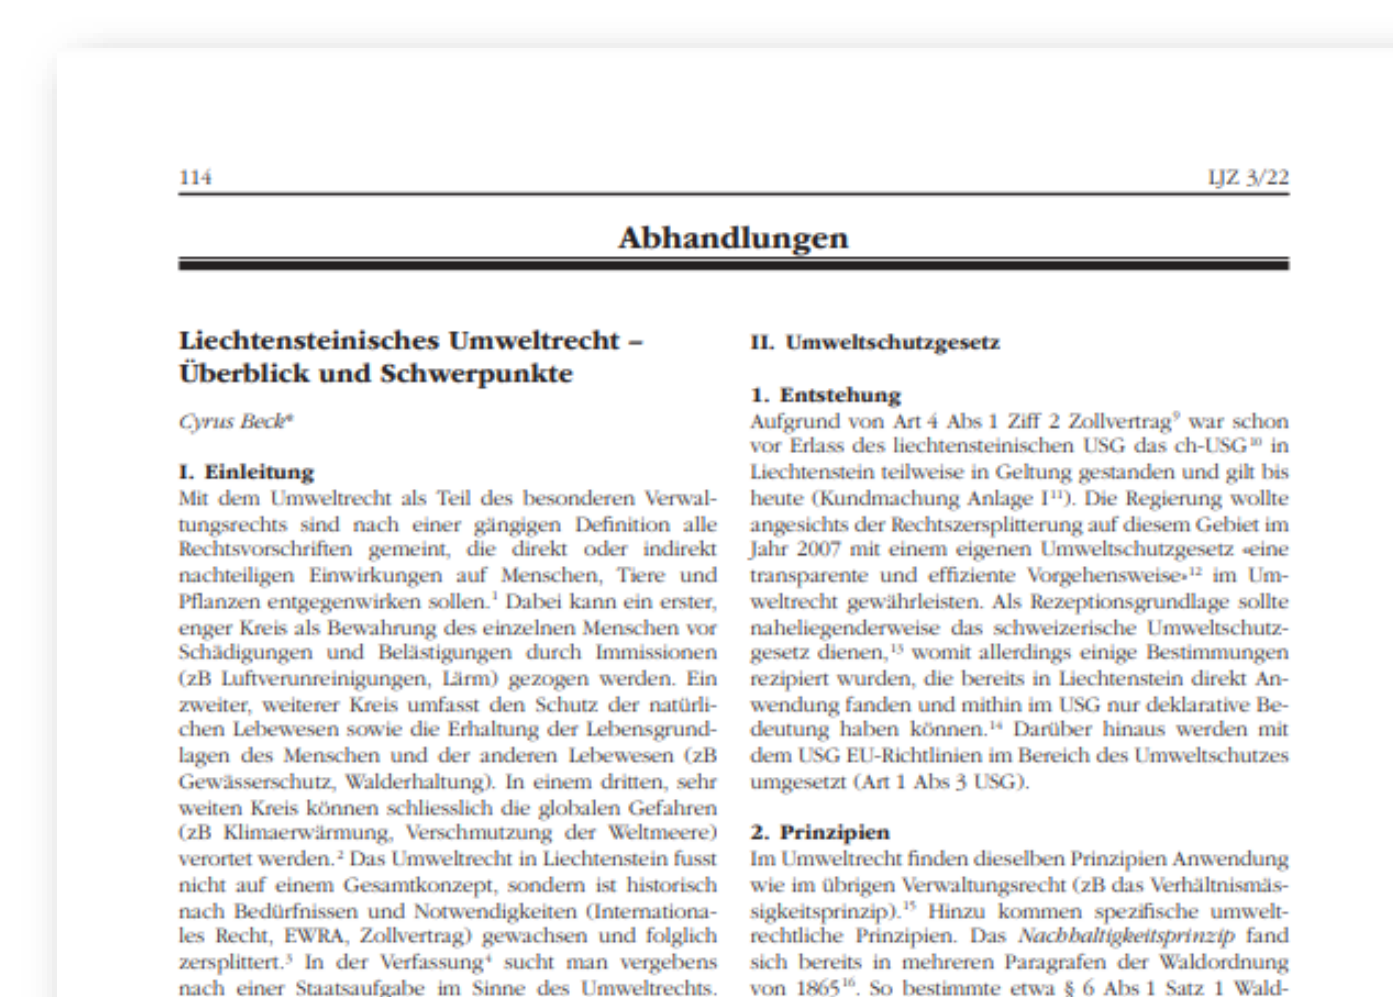 114
LJZ 3/22
Abhandlungen
Liechtensteinisches Umweltrecht –
Überblick und Schwerpunkte
Cyrus Beck*
I. Einleitung
Mit dem Umweltrecht als Teil des besonderen Verwal-
tungsrechts sind nach einer gängigen Definition alle
Rechtsvorschriften gemeint, die direkt oder indirekt
nachteiligen Einwirkungen auf Menschen, Tiere und
Pflanzen entgegenwirken sollen.¹ Dabei kann ein erster,
enger Kreis als Bewahrung des einzelnen Menschen vor
Schädigungen und Belästigungen durch Immissionen
(zB Luftverunreinigungen, Lärm) gezogen werden. Ein
zweiter, weiterer Kreis umfasst den Schutz der natürli-
chen Lebewesen sowie die Erhaltung der Lebensgrund-
lagen des Menschen und der anderen Lebewesen (zB
Gewässerschutz, Walderhaltung). In einem dritten, sehr
weiten Kreis können schliesslich die globalen Gefahren
(zB Klimaerwärmung, Verschmutzung der Weltmeere)
verortet werden.² Das Umweltrecht in Liechtenstein fusst
nicht auf einem Gesamtkonzept, sondern ist historisch
nach Bedürfnissen und Notwendigkeiten (Internationa-
les Recht, EWRA, Zollvertrag) gewachsen und folglich
zersplittert.³ In der Verfassung⁴ sucht man vergebens
nach einer Staatsaufgabe im Sinne des Umweltrechts.
II. Umweltschutzgesetz
1. Entstehung
Aufgrund von Art 4 Abs 1 Ziff 2 Zollvertrag⁹ war schon
vor Erlass des liechtensteinischen USG das ch-USG¹⁰ in
Liechtenstein teilweise in Geltung gestanden und gilt bis
heute (Kundmachung Anlage I¹¹). Die Regierung wollte
angesichts der Rechtszersplitterung auf diesem Gebiet im
Jahr 2007 mit einem eigenen Umweltschutzgesetz «eine
transparente und effiziente Vorgehensweise»¹² im Um-
weltrecht gewährleisten. Als Rezeptionsgrundlage sollte
naheliegenderweise das schweizerische Umweltschutz-
gesetz dienen,¹³ womit allerdings einige Bestimmungen
rezipiert wurden, die bereits in Liechtenstein direkt An-
wendung fanden und mithin im USG nur deklarative Be-
deutung haben können.¹⁴ Darüber hinaus werden mit
dem USG EU-Richtlinien im Bereich des Umweltschutzes
umgesetzt (Art 1 Abs 3 USG).
2. Prinzipien
Im Umweltrecht finden dieselben Prinzipien Anwendung
wie im übrigen Verwaltungsrecht (zB das Verhältnismäs-
sigkeitsprinzip).¹⁵ Hinzu kommen spezifische umwelt-
rechtliche Prinzipien. Das Nachhaltigkeitsprinzip fand
sich bereits in mehreren Paragrafen der Waldordnung
von 1865¹⁶. So bestimmte etwa § 6 Abs 1 Satz 1 Wald-